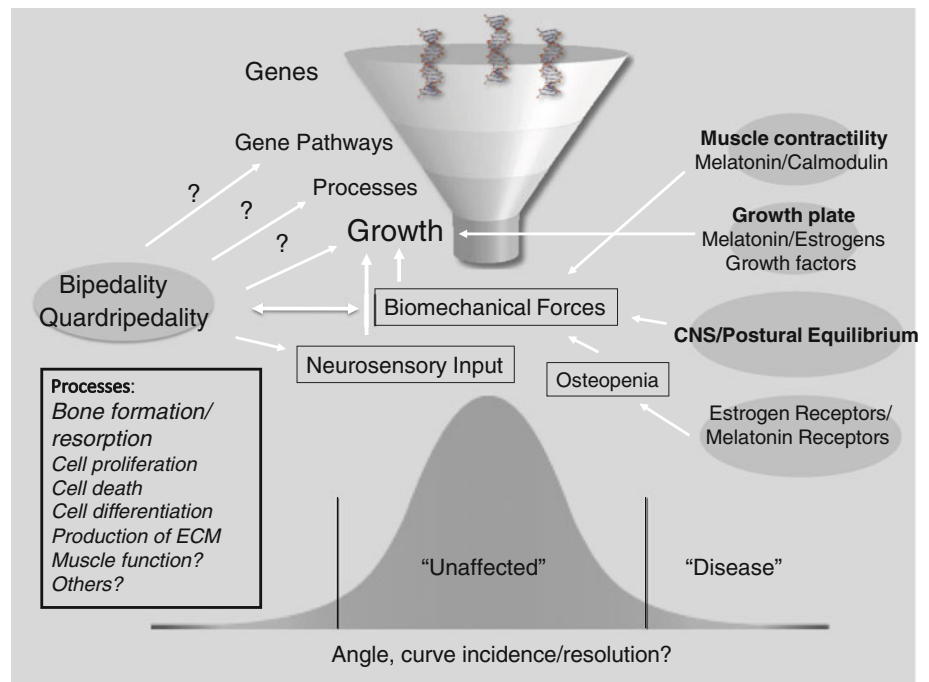 Genes
Gene Pathways
?
Processes
?
Growth
?
Bipedality
Quardripedality
Muscle contractility
Melatonin/Calmodulin
Growth plate
Melatonin/Estrogens
Growth factors
Biomechanical Forces
CNS/Postural Equilibrium
Neurosensory Input
Osteopenia
Estrogen Receptors/
Melatonin Receptors
Processes:
Bone formation/
resorption
Cell proliferation
Cell death
Cell differentiation
Production of ECM
Muscle function?
Others?
“Unaffected”
“Disease”
Angle, curve incidence/resolution?